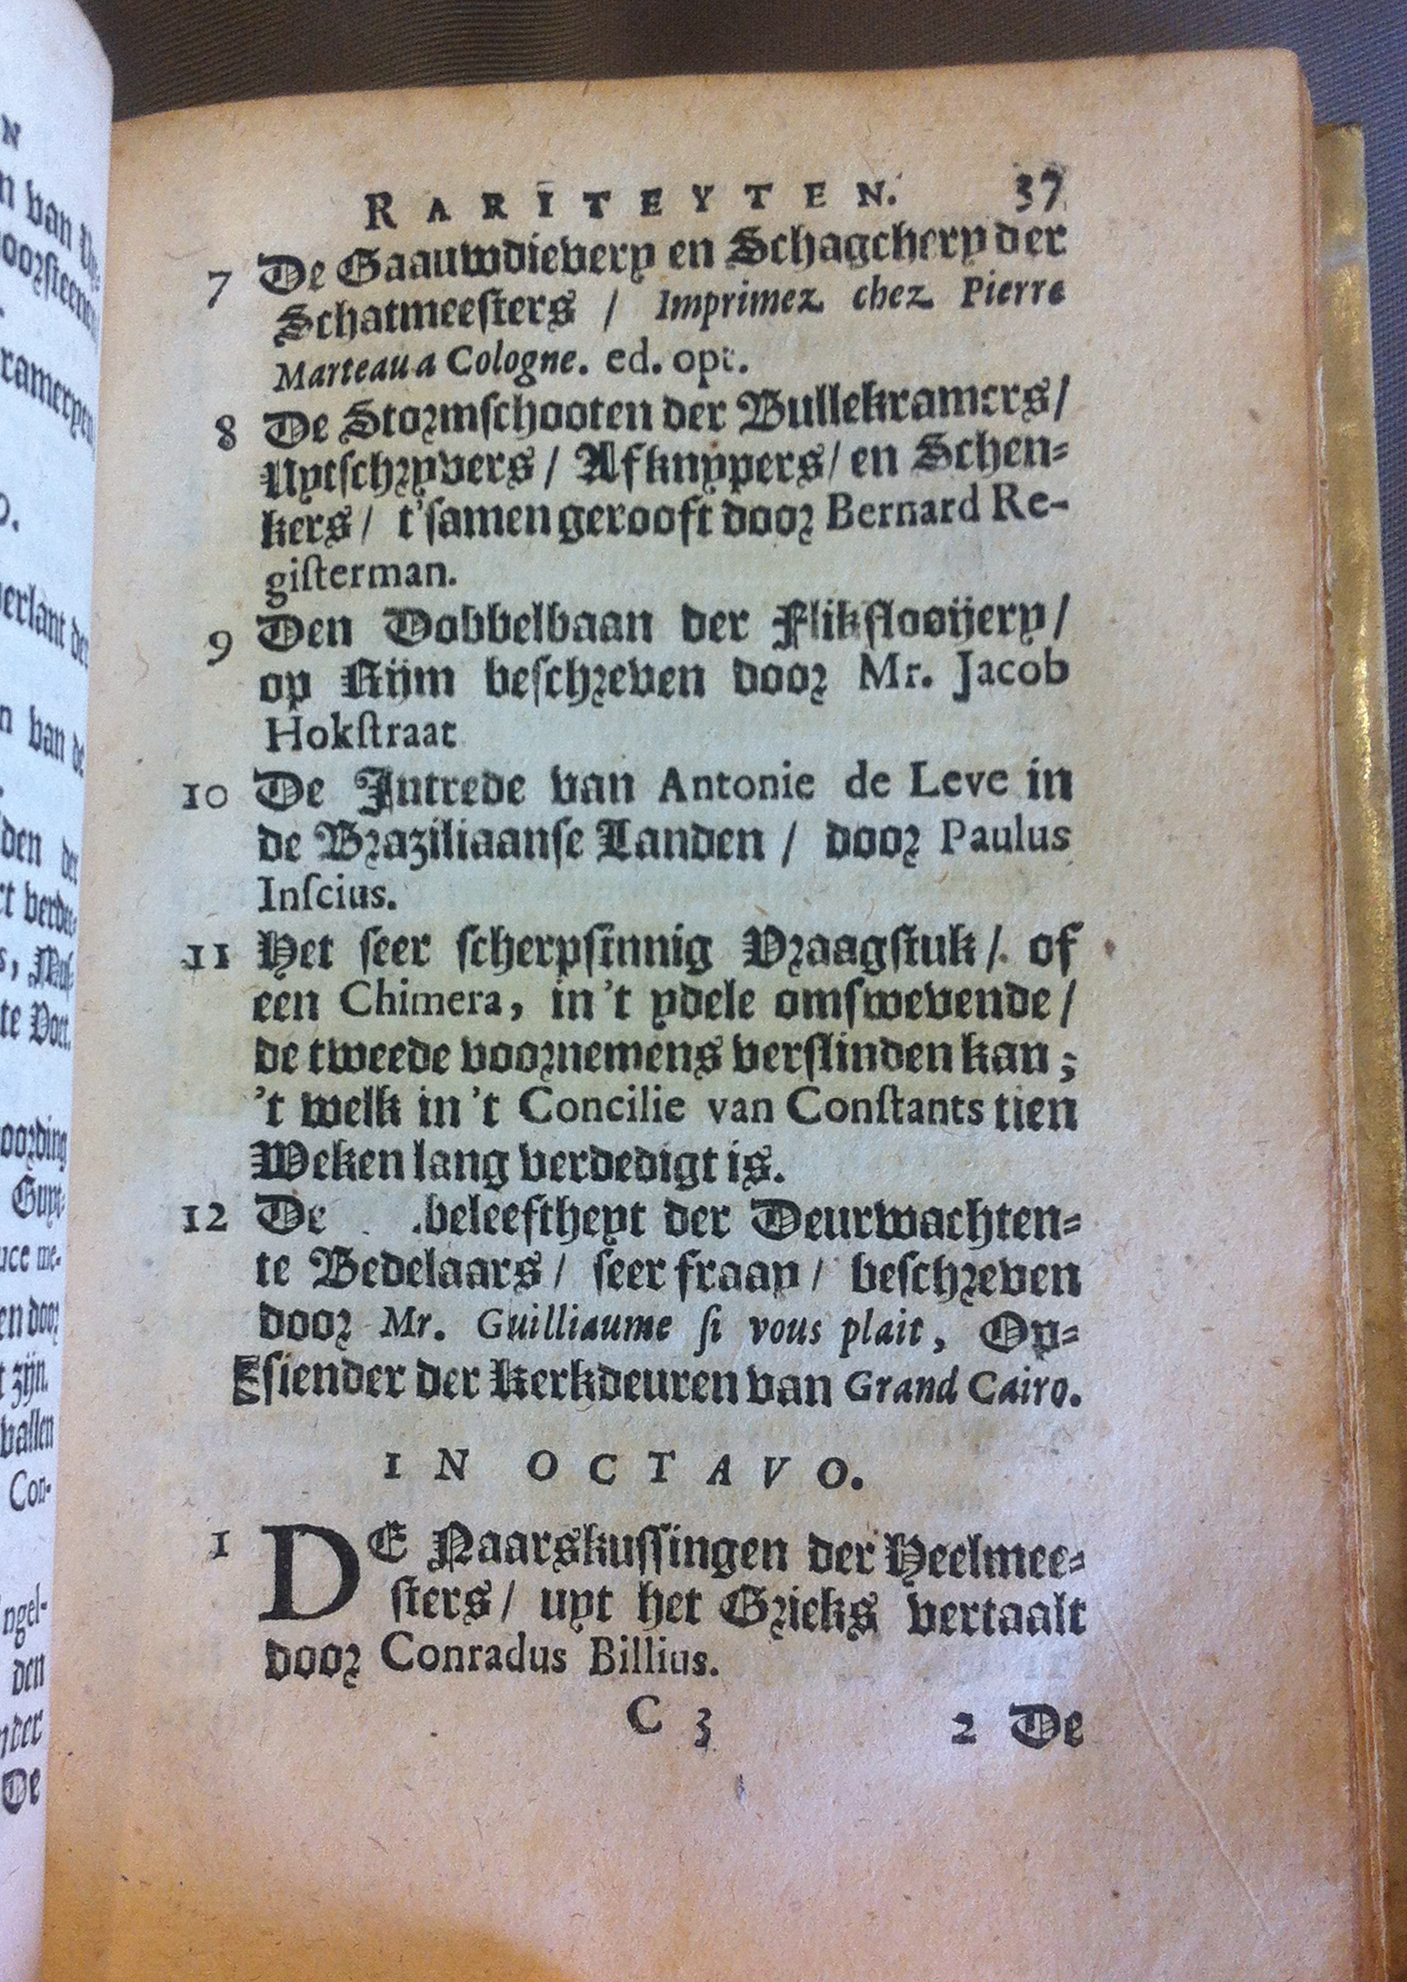 RARITEYTEN. 37
7 De Gaauwdievery en Schagchery der
Schatmeeſters / Imprimez chez Pierre
Marteau a Cologne. ed. opt.
8 De Stormſchooten der Bullekramers /
Uytſchryvers / Afknypers / en Schen-
kers / t'ſamen gerooft door Bernard Re-
giſterman.
9 Den Dobbelbaan der Flikflooijery /
op Rijm beſchreven door Mr. Jacob
Hokſtraat
10 De Intrede van Antonie de Leve in
de Braziliaanſe Landen / door Paulus
Inſcius.
11 Het ſeer ſcherpſinnig Vraagſtuk / of
een Chimera, in 't ydele omſwevende /
de tweede voornemens verſlinden kan ;
't welk in 't Concilie van Conſtants tien
Weken lang verdedigt is.
12 De beleeftheyt der Deurwachten-
te Bedelaars / ſeer fraay / beſchreven
door Mr. Guilliaume ſi vous plait, Op-
ſiender der Kerkdeuren van Grand Cairo.
IN OCTAVO.
1 DE Naarskuſſingen der Heelmee-
ſters / uyt het Grieks vertaalt
door Conradus Billius.
C 3 2 De